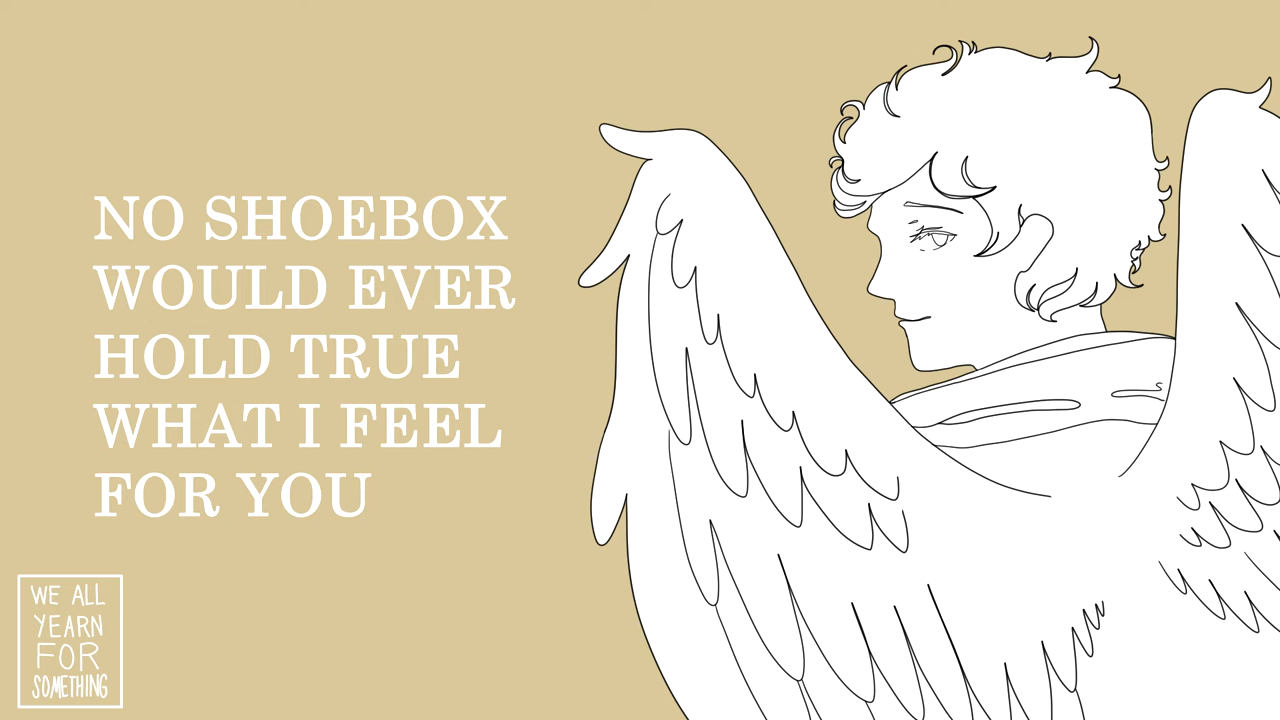 NO SHOEBOX
WOULD EVER
HOLD TRUE
WHAT I FEEL
FOR YOU
WE ALL
YEARN
FOR
SOMETHING